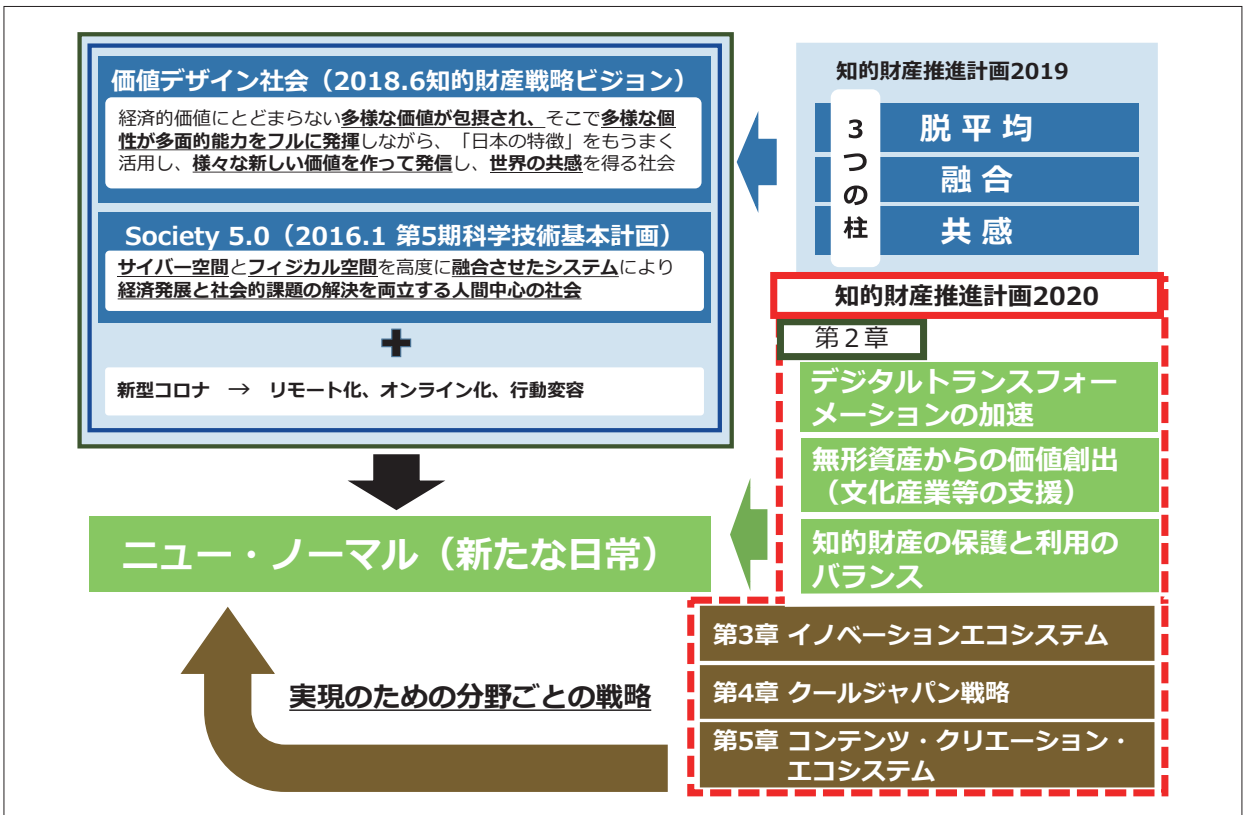 価値デザイン社会（2018.6知的財産戦略ビジョン）
経済的価値にとどまらない多様な価値が包摂され、そこで多様な個
性が多面的能力をフルに発揮しながら、「日本の特徴」をもうまく
活用し、様々な新しい価値を作って発信し、世界の共感を得る社会
Society 5.0（2016.1 第5期科学技術基本計画）
サイバー空間とフィジカル空間を高度に融合させたシステムにより
経済発展と社会的課題の解決を両立する人間中心の社会
新型コロナ → リモート化、オンライン化、行動変容
ニュー・ノーマル（新たな日常）
実現のための分野ごとの戦略
知的財産推進計画2019
3つの柱
脱平均
融合
共感
知的財産推進計画2020
第２章
デジタルトランスフォー
メーションの加速
無形資産からの価値創出
（文化産業等の支援）
知的財産の保護と利用の
バランス
第3章 イノベーションエコシステム
第4章 クールジャパン戦略
第5章 コンテンツ・クリエーション・
エコシステム